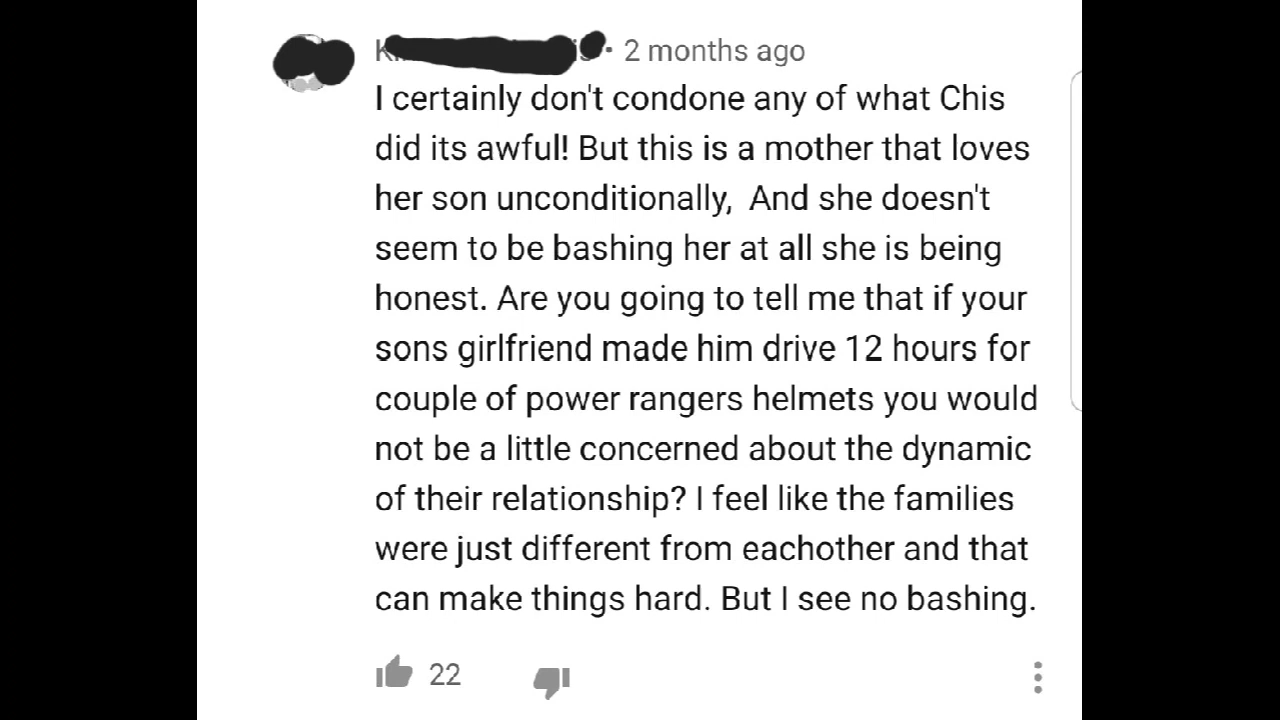 2 months ago
I certainly don't condone any of what Chis
did its awful! But this is a mother that loves
her son unconditionally,  And she doesn't
seem to be bashing her at all she is being
honest. Are you going to tell me that if your
sons girlfriend made him drive 12 hours for
couple of power rangers helmets you would
not be a little concerned about the dynamic
of their relationship? I feel like the families
were just different from eachother and that
can make things hard. But I see no bashing.
22